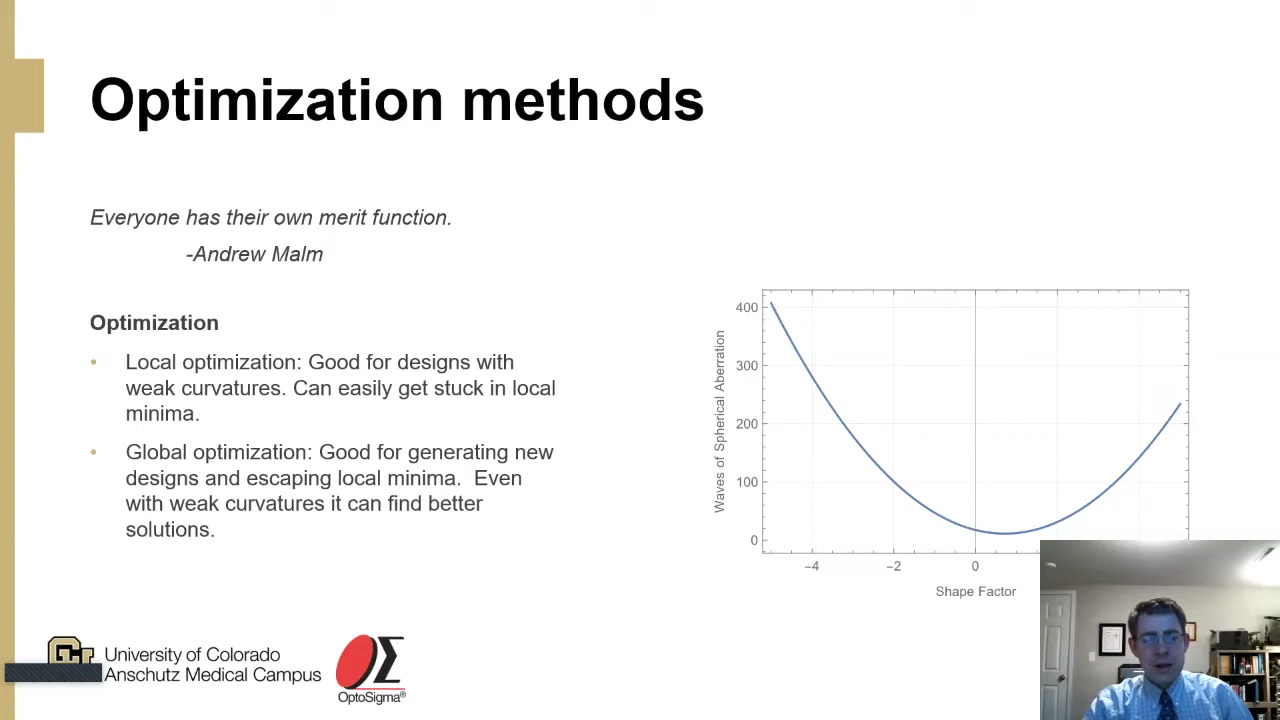 Optimization methods
Everyone has their own merit function.
-Andrew Malm
Optimization
• Local optimization: Good for designs with
weak curvatures. Can easily get stuck in local
minima.
• Global optimization: Good for generating new
designs and escaping local minima.  Even
with weak curvatures it can find better
solutions.
Waves of Spherical Aberration
400
300
200
100
0
−4 −2 0
Shape Factor
University of Colorado
Anschutz Medical Campus
OptoSigma®